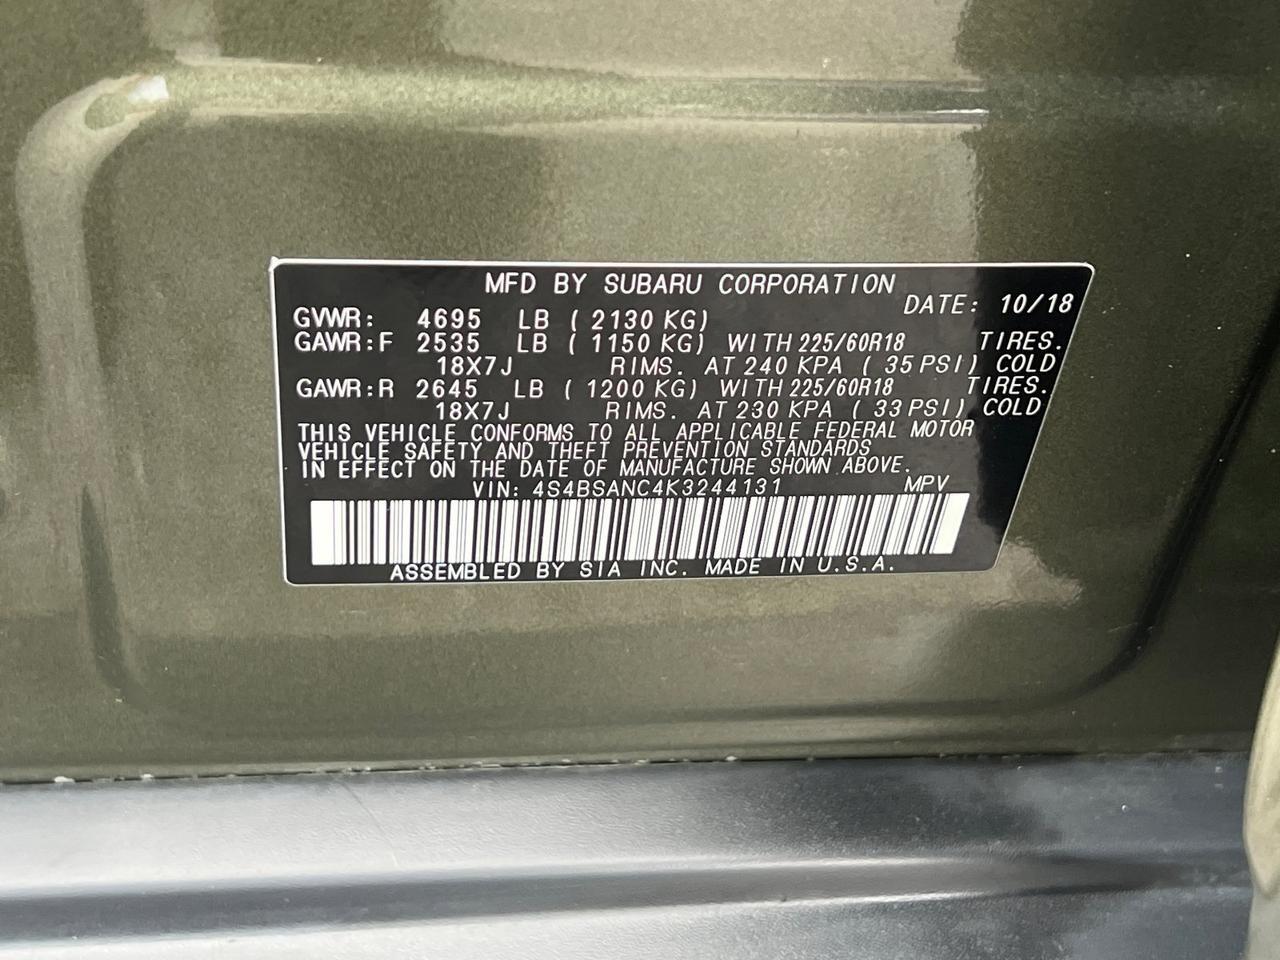 MFD BY SUBARU CORPORATION
DATE: 10/18
GVWR: 4695 LB ( 2130 KG)
GAWR:F 2535 LB ( 1150 KG) WITH 225/60R18 TIRES.
18X7J RIMS. AT 240 KPA ( 35 PSI) COLD
GAWR:R 2645 LB ( 1200 KG) WITH 225/60R18 TIRES.
18X7J RIMS. AT 230 KPA ( 33 PSI) COLD
THIS VEHICLE CONFORMS TO ALL APPLICABLE FEDERAL MOTOR
VEHICLE SAFETY AND THEFT PREVENTION STANDARDS
IN EFFECT ON THE DATE OF MANUFACTURE SHOWN ABOVE.
VIN: 4S4BSANC4K3244131 MPV
ASSEMBLED BY SIA INC. MADE IN U.S.A.